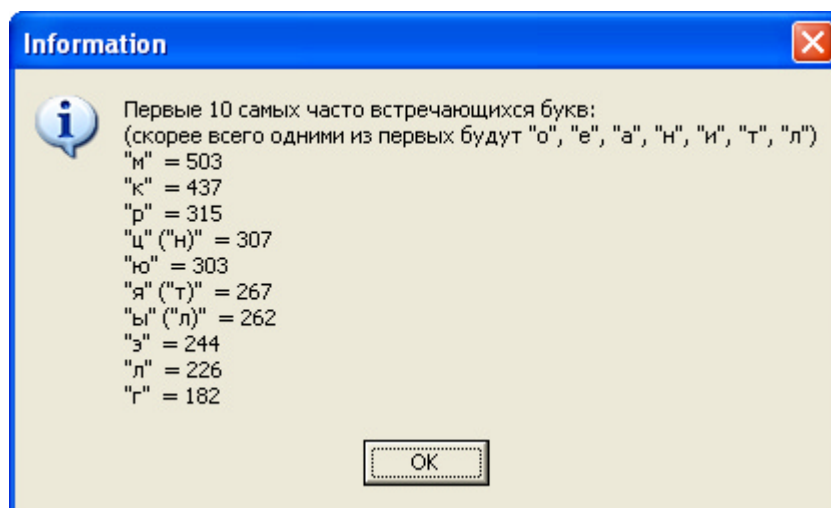 Information
Первые 10 самых часто встречающихся букв:
(скорее всего одними из первых будут "о", "е", "а", "н", "и", "т", "л")
"м" = 503
"к" = 437
"р" = 315
"ц" ("н)" = 307
"ю" = 303
"я" ("т)" = 267
"ы" ("л)" = 262
"э" = 244
"л" = 226
"г" = 182
OK